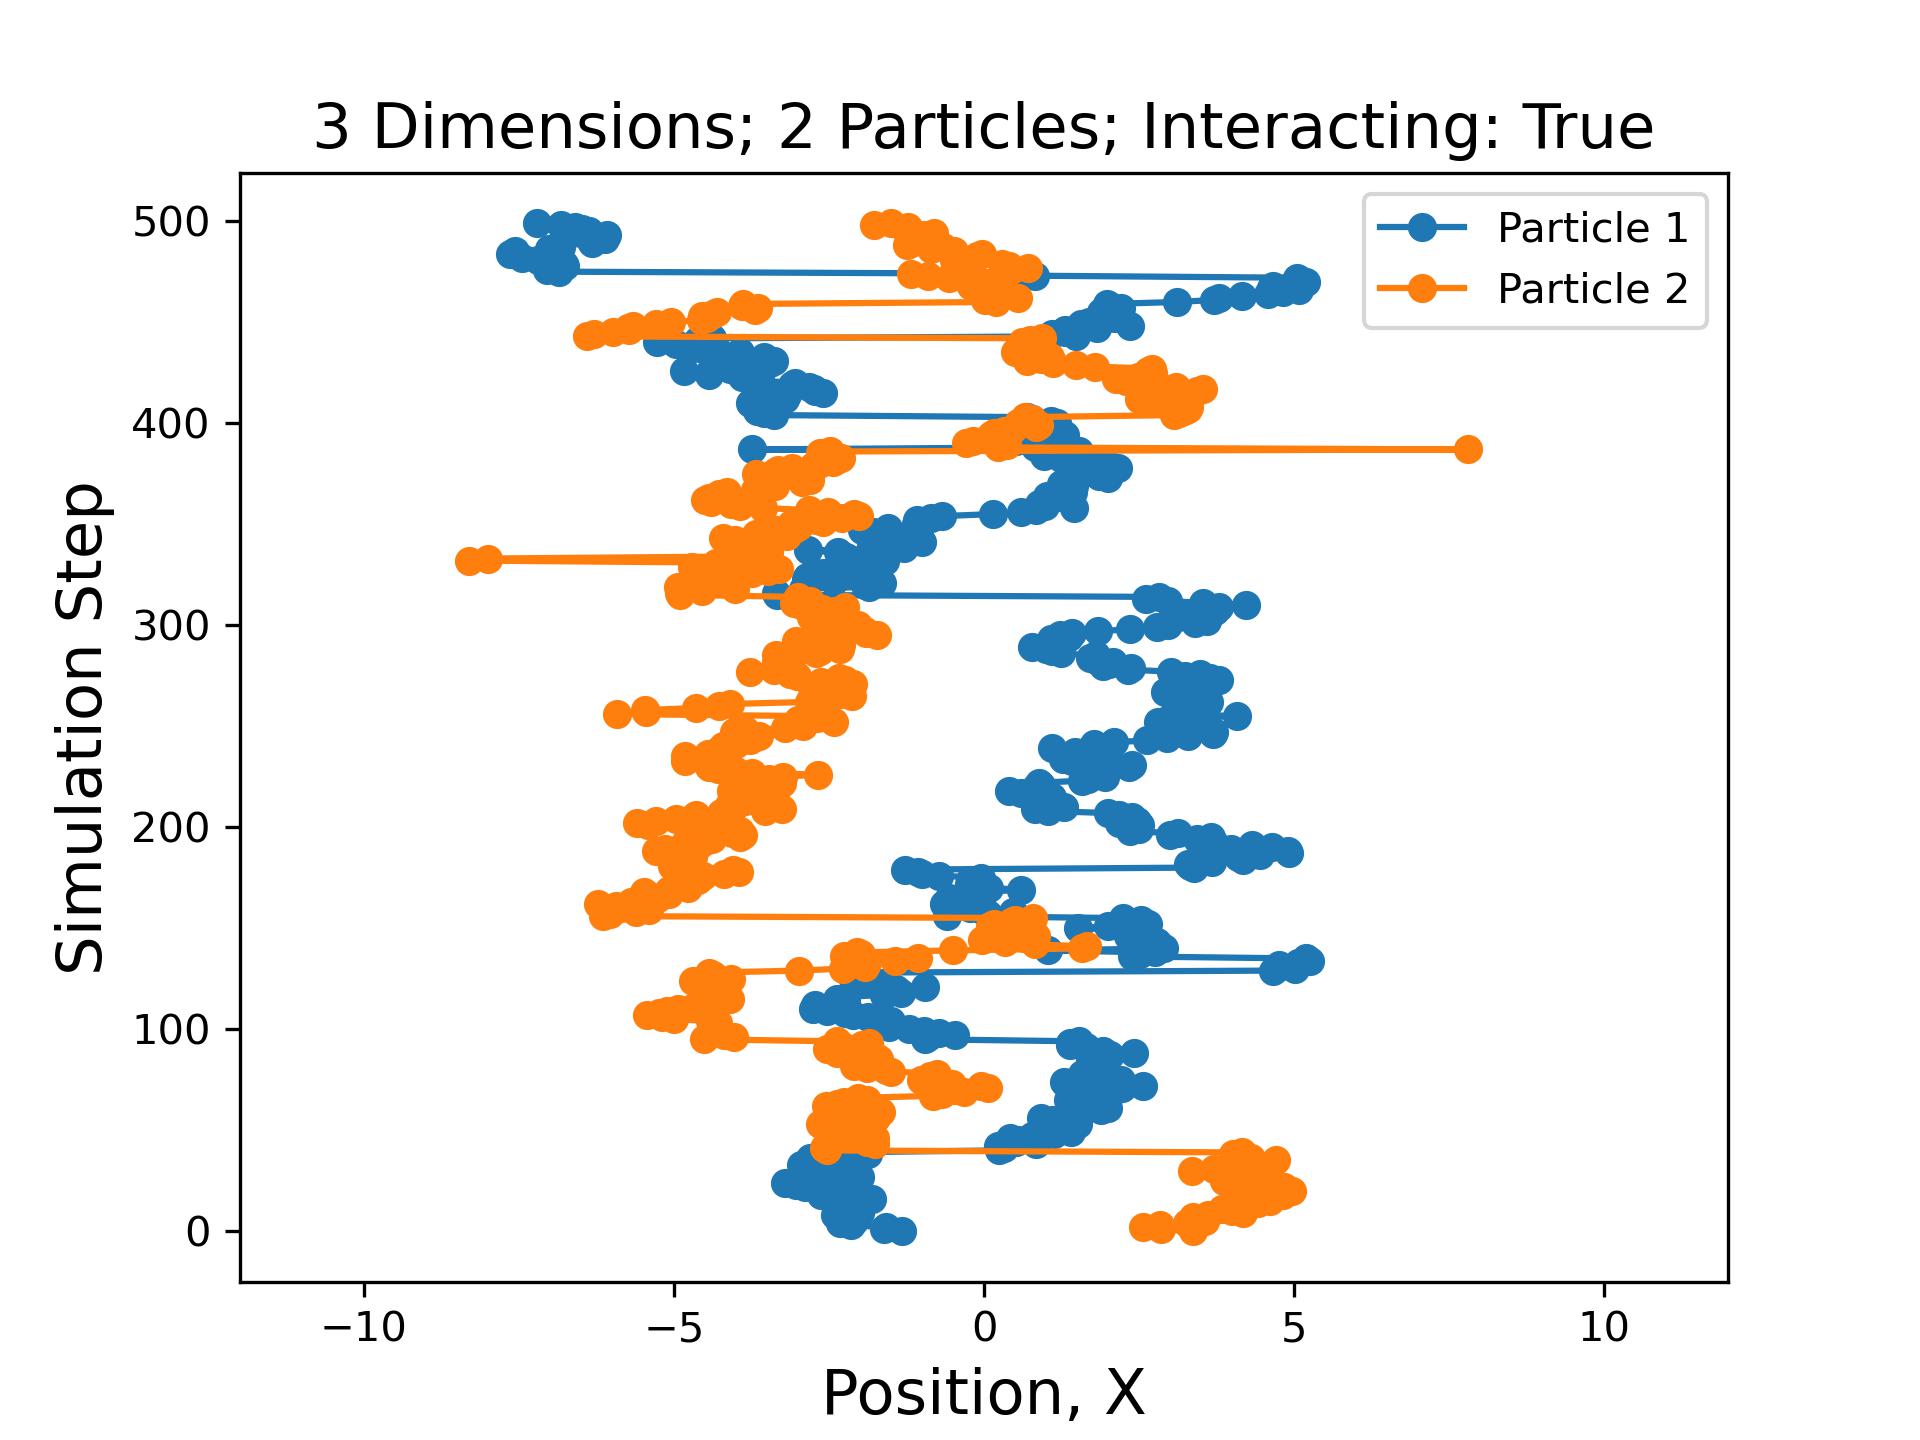 3 Dimensions; 2 Particles; Interacting: True
Particle 1
Particle 2
500
400
300
200
100
0
Simulation Step
−10
−5
0
5
10
Position, X